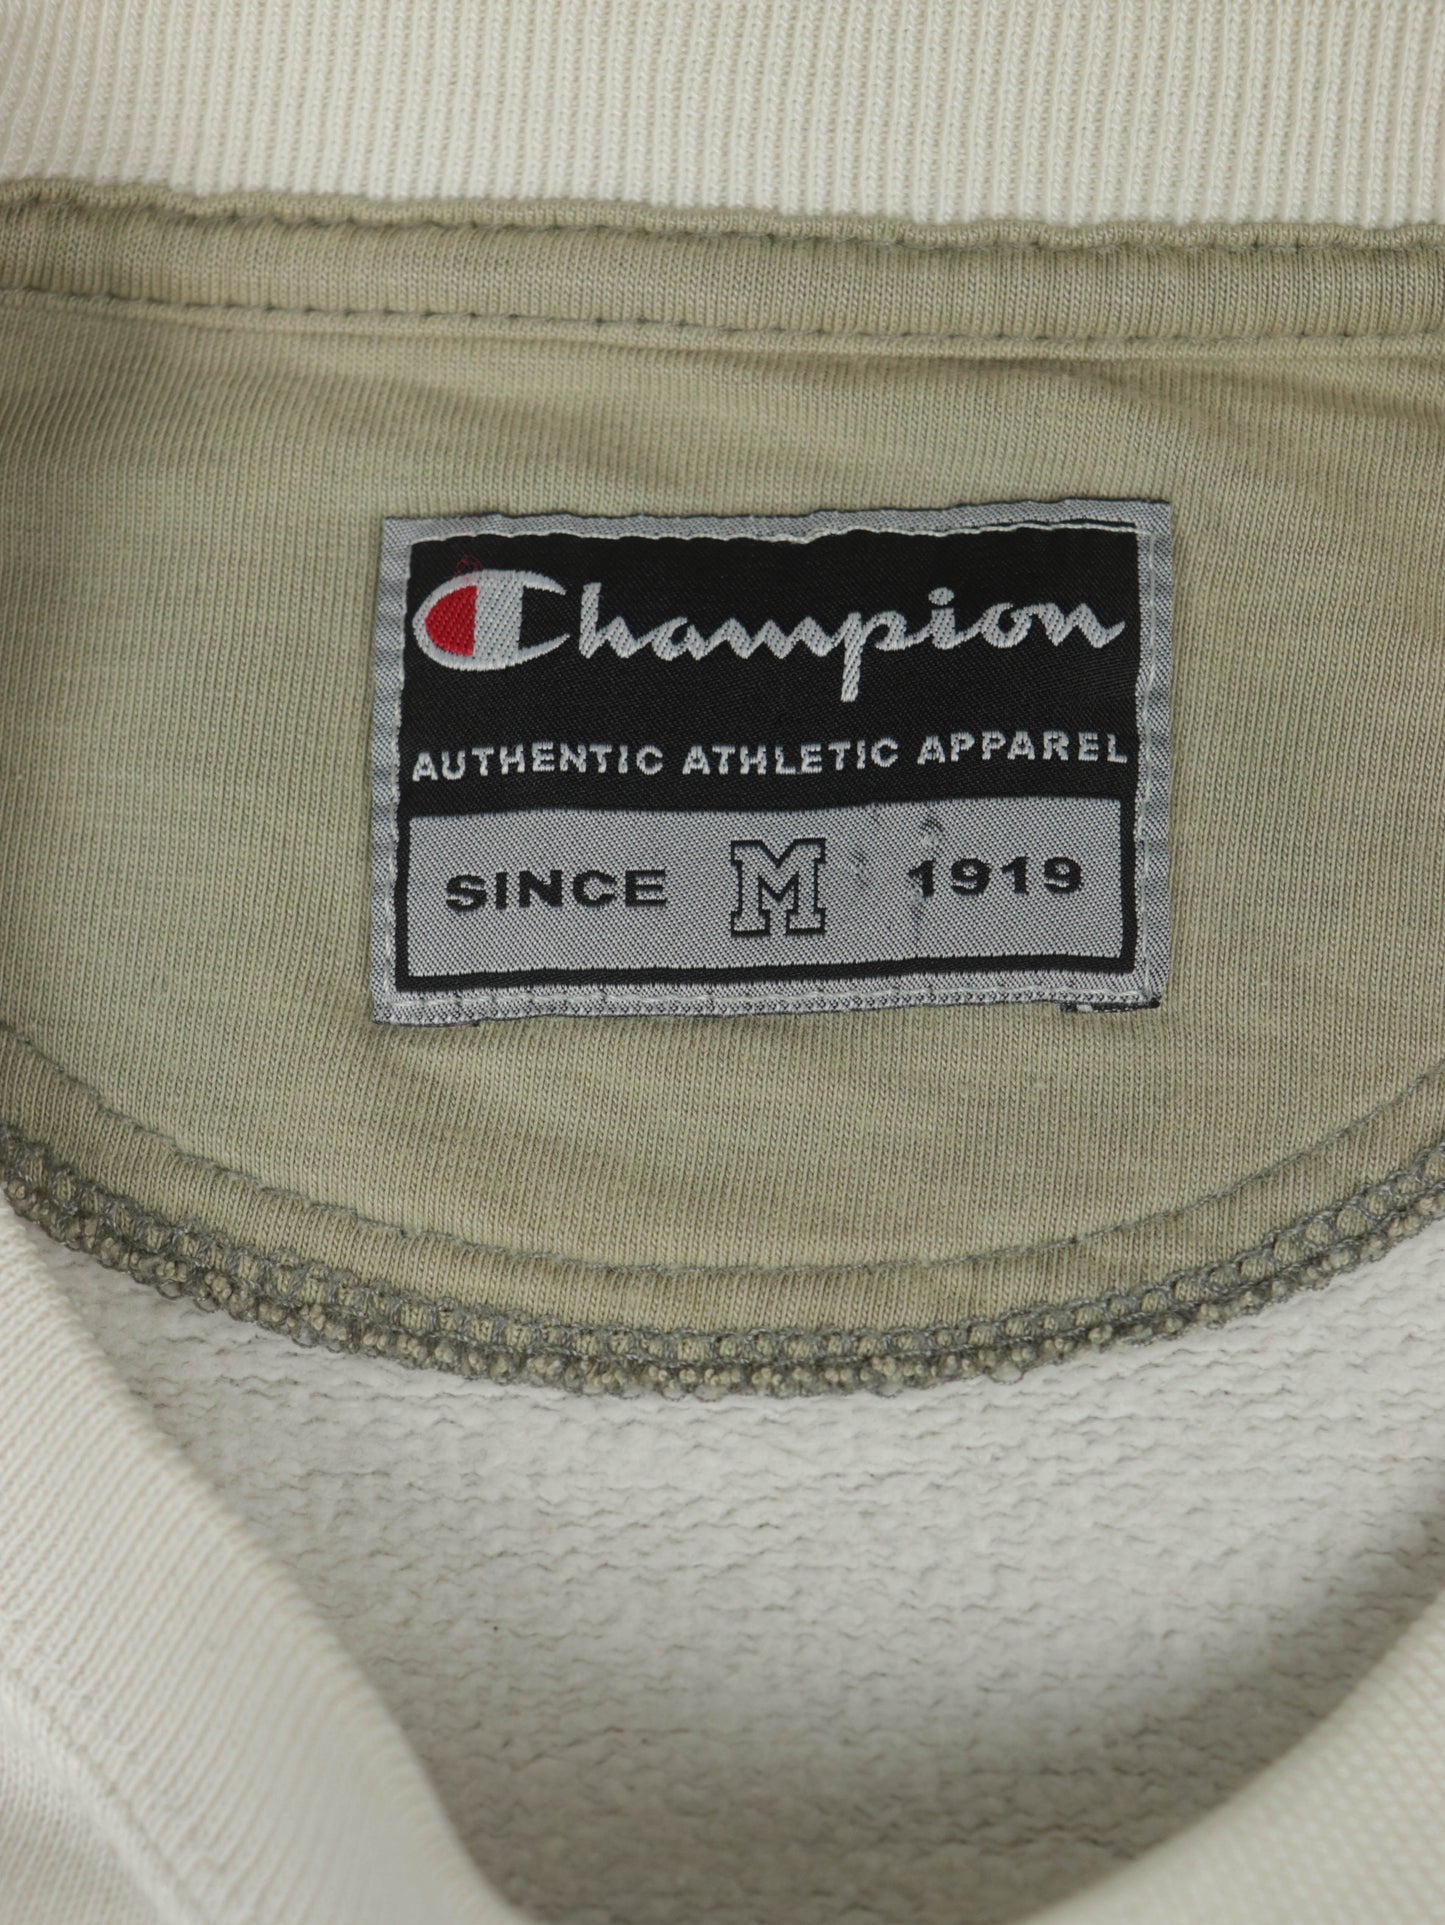 Champion
AUTHENTIC ATHLETIC APPAREL
SINCE M 1919